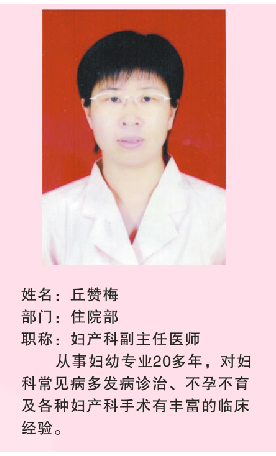 姓名：丘赞梅
部门：住院部
职称：妇产科副主任医师
从事妇幼专业20多年，对妇
科常见病多发病诊治、不孕不育
及各种妇产科手术有丰富的临床
经验。